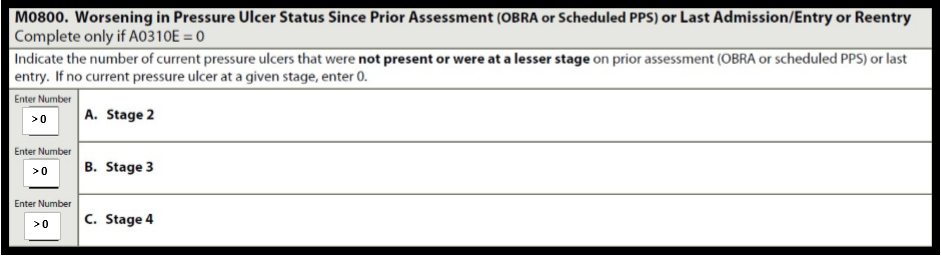 M0800. Worsening in Pressure Ulcer Status Since Prior Assessment (OBRA or Scheduled PPS) or Last Admission/Entry or Reentry
Complete only if A0310E = 0
Indicate the number of current pressure ulcers that were not present or were at a lesser stage on prior assessment (OBRA or scheduled PPS) or last
entry. If no current pressure ulcer at a given stage, enter 0.
Enter Number
>0
A. Stage 2
Enter Number
>0
B. Stage 3
Enter Number
>0
C. Stage 4